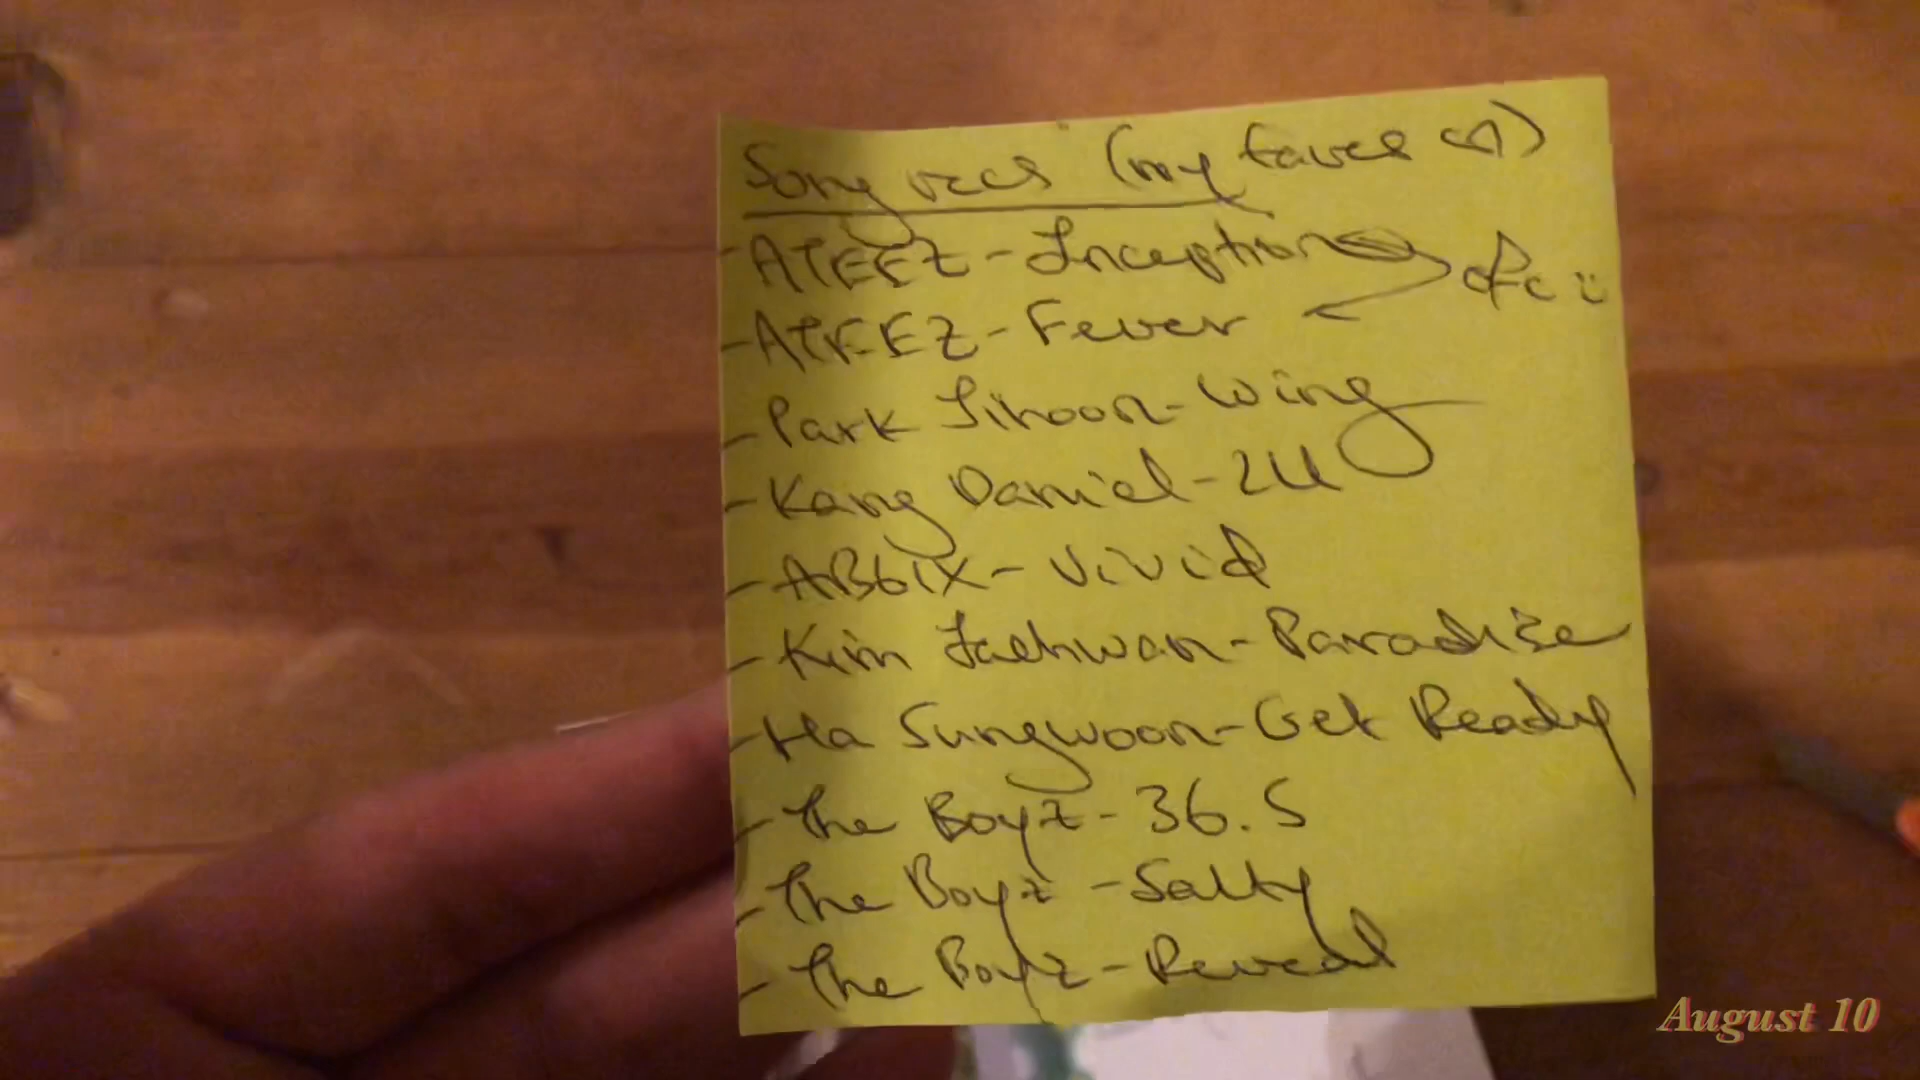 Song recs (my faves <3)
- ATEEZ - Inception
ofc :)
- ATEEZ - Fever
- Park Jihoon - Wing
- Kang Daniel - 2U
- AB6IX - Vivid
- Kim Jaehwan - Paradise
- Ha Sungwoon - Get Ready
- The Boyz - 36.5
- The Boyz - Salty
- The Boyz - Reveal
August 10